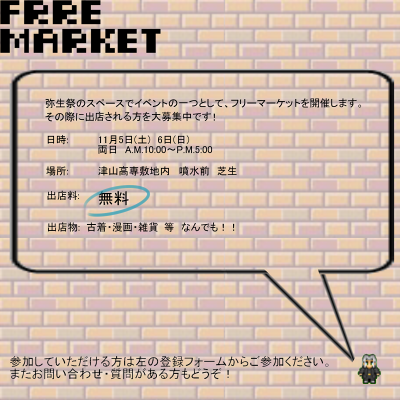 FRRE
MARKET
弥生祭のスペースでイベントの一つとして、フリーマーケットを開催します。
その際に出店される方を大募集中です!
日時: 11月5日(土) 6日(日)
両日 A.M.10:00～P.M.5:00
場所: 津山高専敷地内 噴水前 芝生
出店料: 無料
出店物: 古着・漫画・雑貨 等 なんでも!!
参加していただける方は左の登録フォームからご参加ください。
またお問い合わせ・質問がある方もどうぞ!